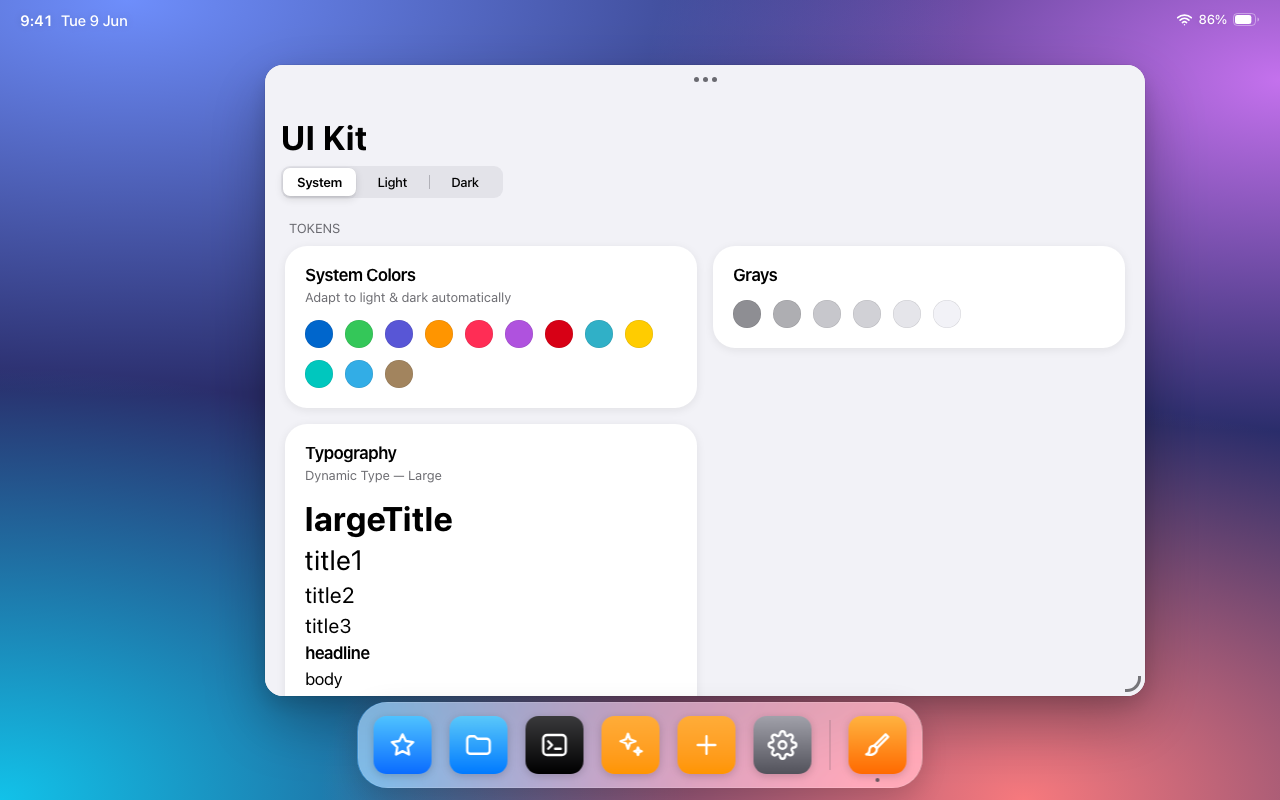 9:41 Tue 9 Jun
86%
UI Kit
System Light Dark
TOKENS
System Colors
Adapt to light & dark automatically
Grays
Typography
Dynamic Type — Large
largeTitle
title1
title2
title3
headline
body